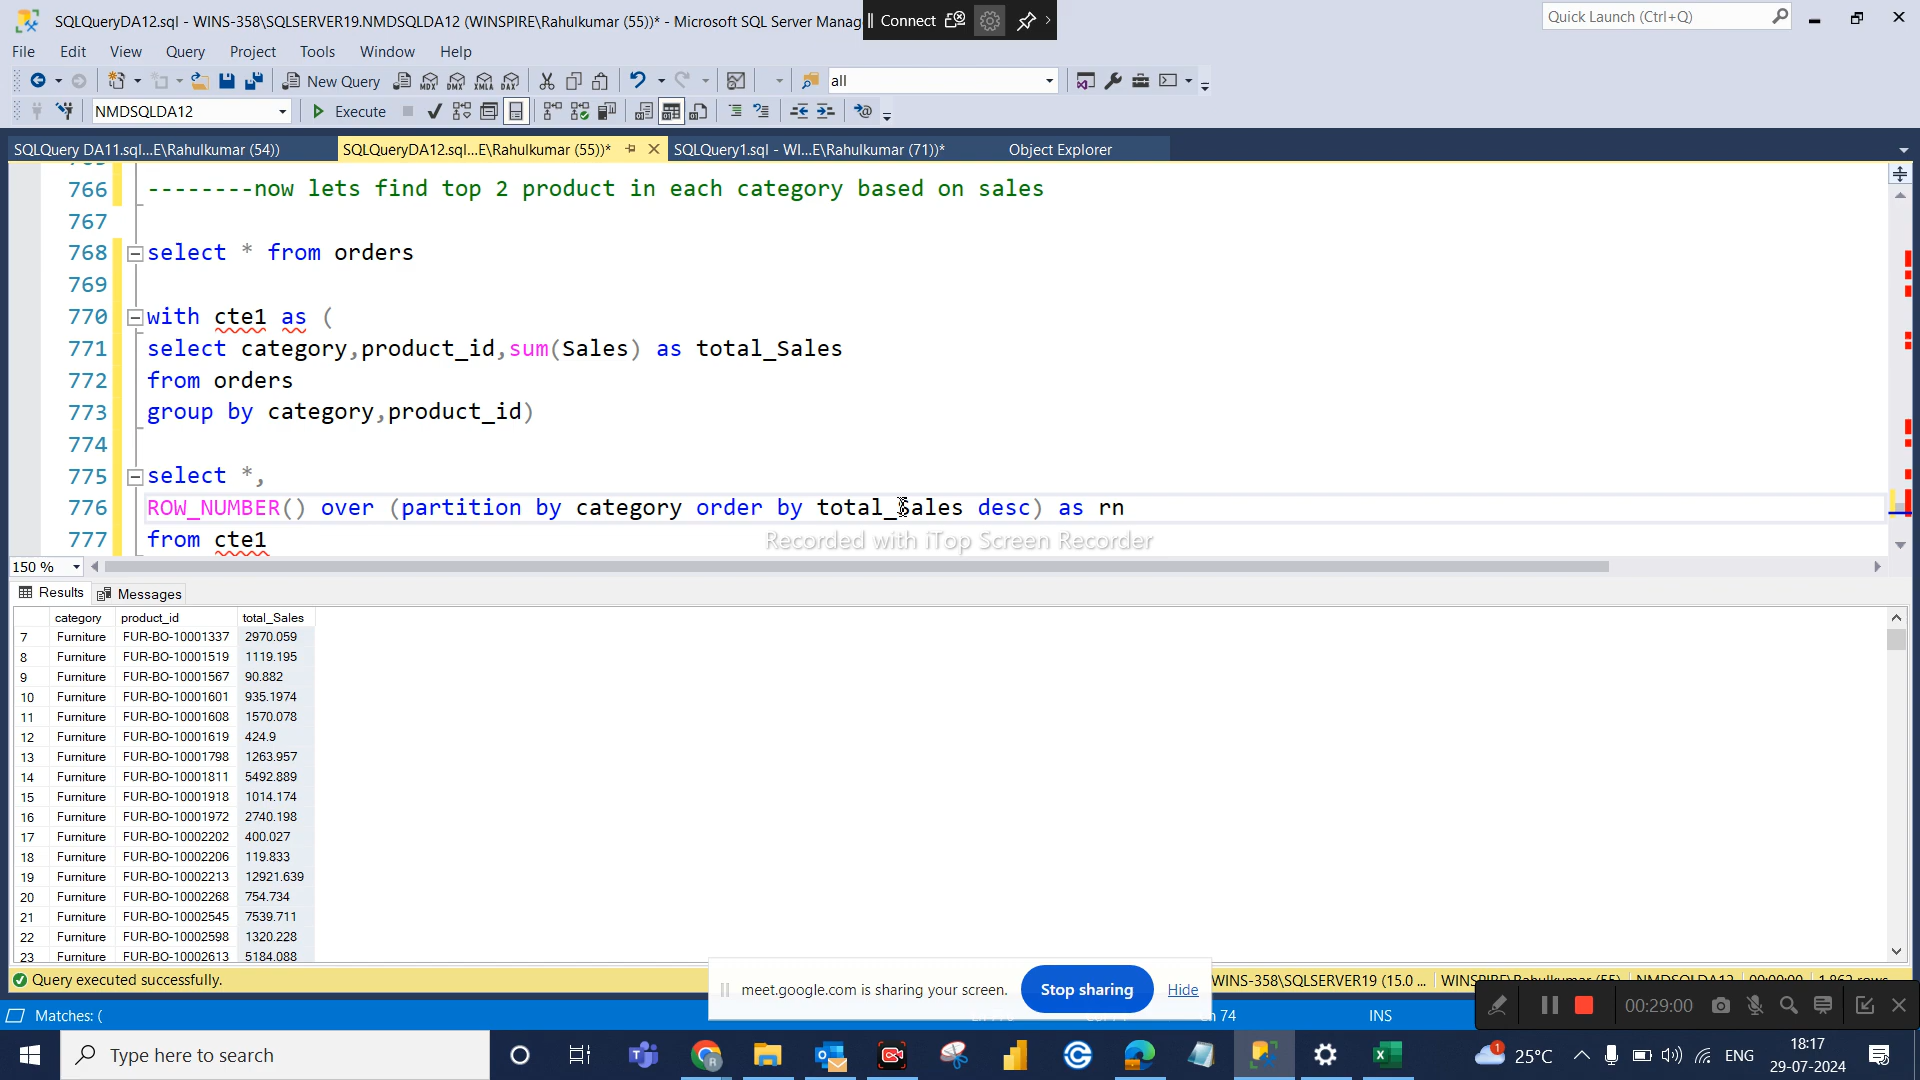 SQLQueryDA12.sql - WINS-358\SQLSERVER19.NMDSQLDA12 (WINSPIRE\Rahulkumar (55))* - Microsoft SQL Server Manag
Connect
Quick Launch (Ctrl+Q)
File Edit View Query Project Tools Window Help
New Query
MDX DMX XMLA DAX
all
NMDSQLDA12
Execute
SQLQuery DA11.sql...E\Rahulkumar (54))
SQLQueryDA12.sql...E\Rahulkumar (55))*
SQLQuery1.sql - WI...E\Rahulkumar (71))*
Object Explorer
766 --------now lets find top 2 product in each category based on sales
767
768 select * from orders
769
770 with cte1 as (
771 select category,product_id,sum(Sales) as total_Sales
772 from orders
773 group by category,product_id)
774
775 select *,
776 ROW_NUMBER() over (partition by category order by total_Sales desc) as rn
777 from cte1
Recorded with iTop Screen Recorder
150 %
Results Messages
category product_id total_Sales
7 Furniture FUR-BO-10001337 2970.059
8 Furniture FUR-BO-10001519 1119.195
9 Furniture FUR-BO-10001567 90.882
10 Furniture FUR-BO-10001601 935.1974
11 Furniture FUR-BO-10001608 1570.078
12 Furniture FUR-BO-10001619 424.9
13 Furniture FUR-BO-10001798 1263.957
14 Furniture FUR-BO-10001811 5492.889
15 Furniture FUR-BO-10001918 1014.174
16 Furniture FUR-BO-10001972 2740.198
17 Furniture FUR-BO-10002202 400.027
18 Furniture FUR-BO-10002206 119.833
19 Furniture FUR-BO-10002213 12921.639
20 Furniture FUR-BO-10002268 754.734
21 Furniture FUR-BO-10002545 7539.711
22 Furniture FUR-BO-10002598 1320.228
23 Furniture FUR-BO-10002613 5184.088
Query executed successfully.
WINS-358\SQLSERVER19 (15.0 ...
meet.google.com is sharing your screen.
Stop sharing
Hide
00:29:00
Matches: (
INS
Type here to search
25°C
ENG
18:17
29-07-2024